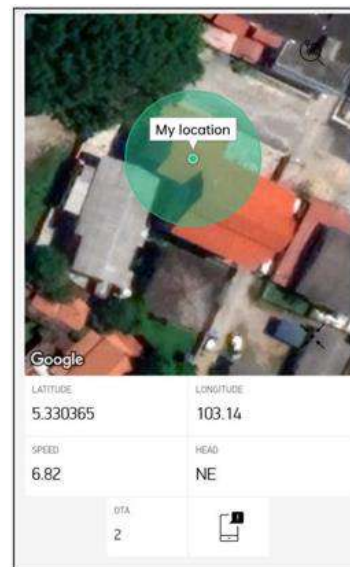 My location
Google
LATITUDE
5.330365
LONGITUDE
103.14
SPEED
6.82
HEAD
NE
DTA
2